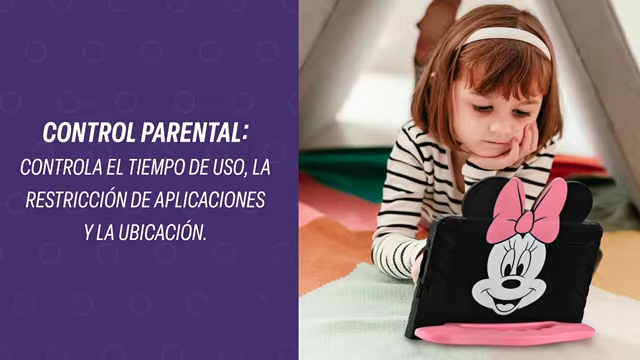 CONTROL PARENTAL:
CONTROLA EL TIEMPO DE USO, LA
RESTRICCIÓN DE APLICACIONES
Y LA UBICACIÓN.